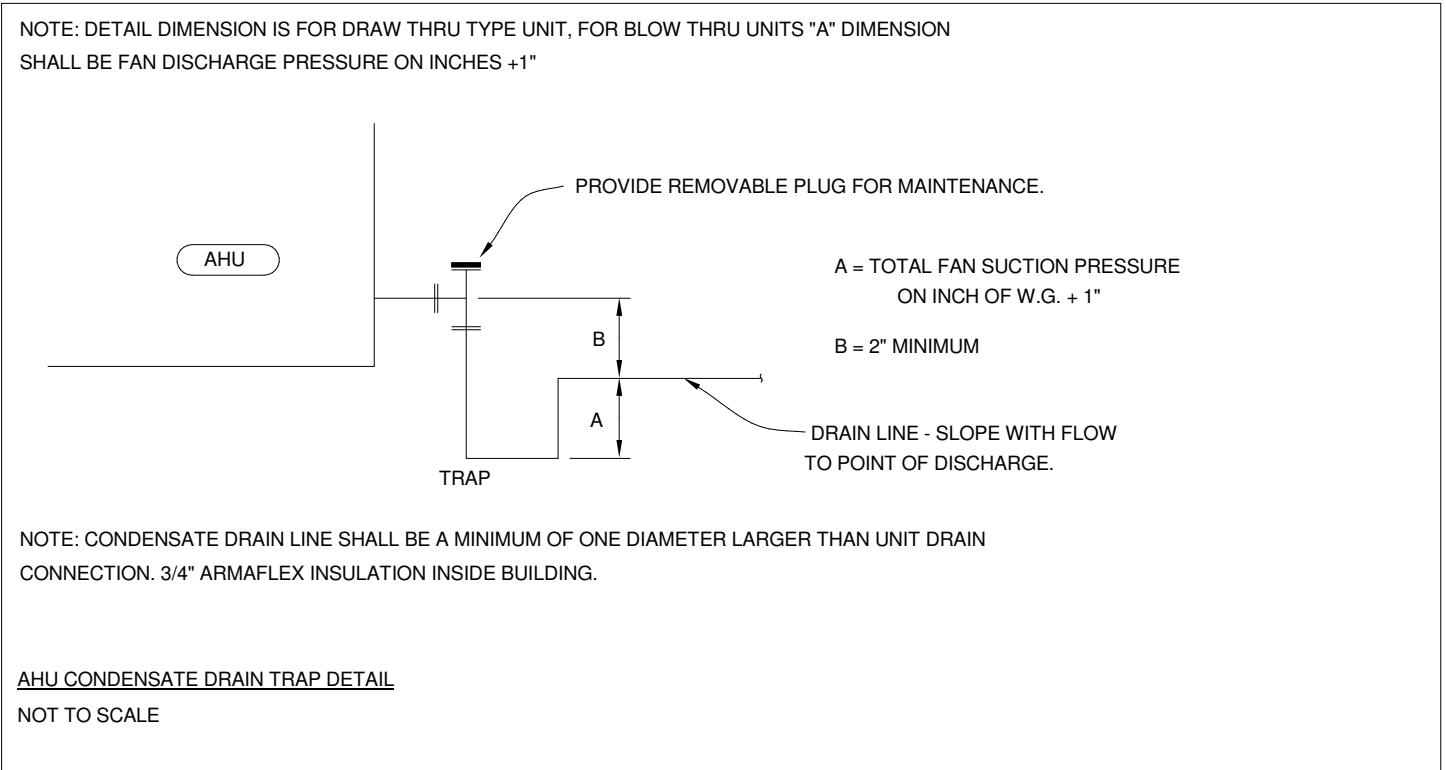 NOTE: DETAIL DIMENSION IS FOR DRAW THRU TYPE UNIT, FOR BLOW THRU UNITS "A" DIMENSION
SHALL BE FAN DISCHARGE PRESSURE ON INCHES +1"
PROVIDE REMOVABLE PLUG FOR MAINTENANCE.
AHU
A = TOTAL FAN SUCTION PRESSURE
ON INCH OF W.G. + 1"
B
B = 2" MINIMUM
A
DRAIN LINE - SLOPE WITH FLOW
TO POINT OF DISCHARGE.
TRAP
NOTE: CONDENSATE DRAIN LINE SHALL BE A MINIMUM OF ONE DIAMETER LARGER THAN UNIT DRAIN
CONNECTION. 3/4" ARMAFLEX INSULATION INSIDE BUILDING.
AHU CONDENSATE DRAIN TRAP DETAIL
NOT TO SCALE